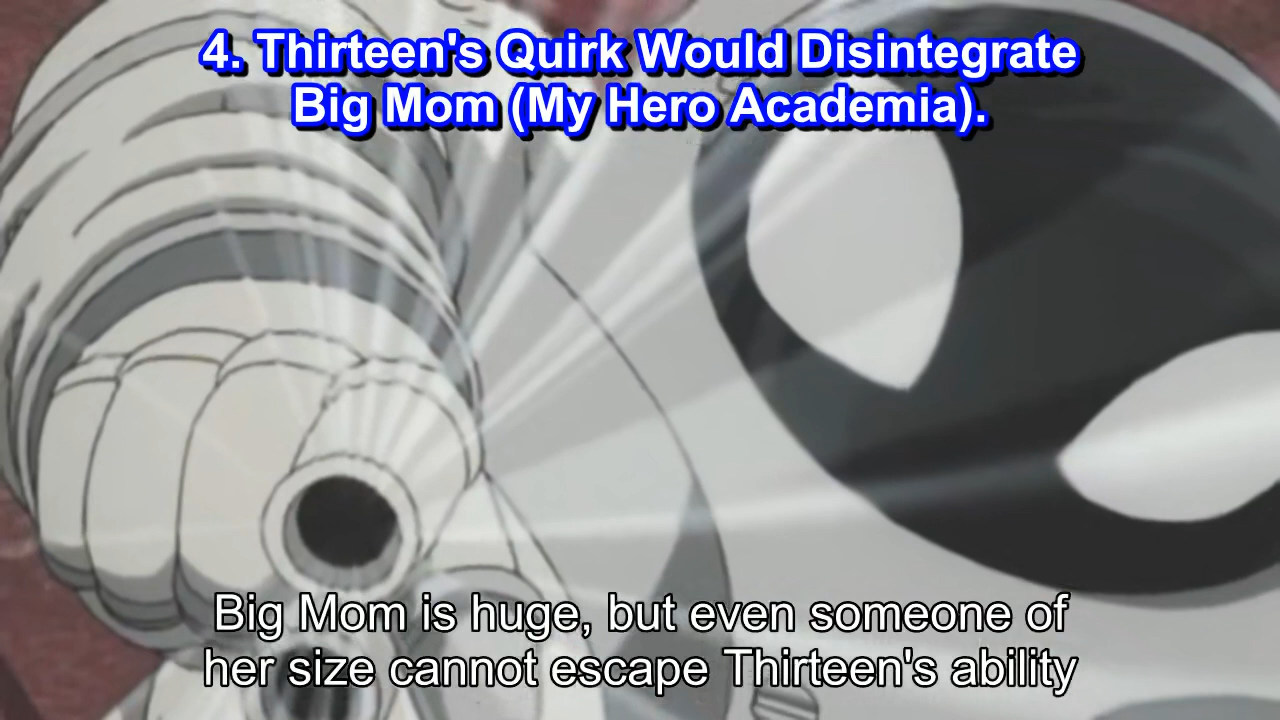 4. Thirteen's Quirk Would Disintegrate
Big Mom (My Hero Academia).
Big Mom is huge, but even someone of
her size cannot escape Thirteen's ability